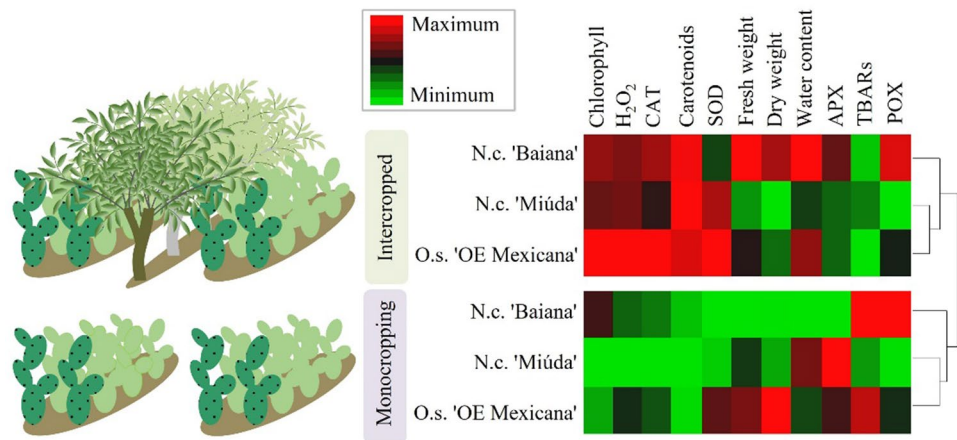 Maximum
Minimum
Chlorophyll
H₂O₂
CAT
Carotenoids
SOD
Fresh weight
Dry weight
Water content
APX
TBARs
POX
Intercropped
N.c. 'Baiana'
N.c. 'Miúda'
O.s. 'OE Mexicana'
Monocropping
N.c. 'Baiana'
N.c. 'Miúda'
O.s. 'OE Mexicana'